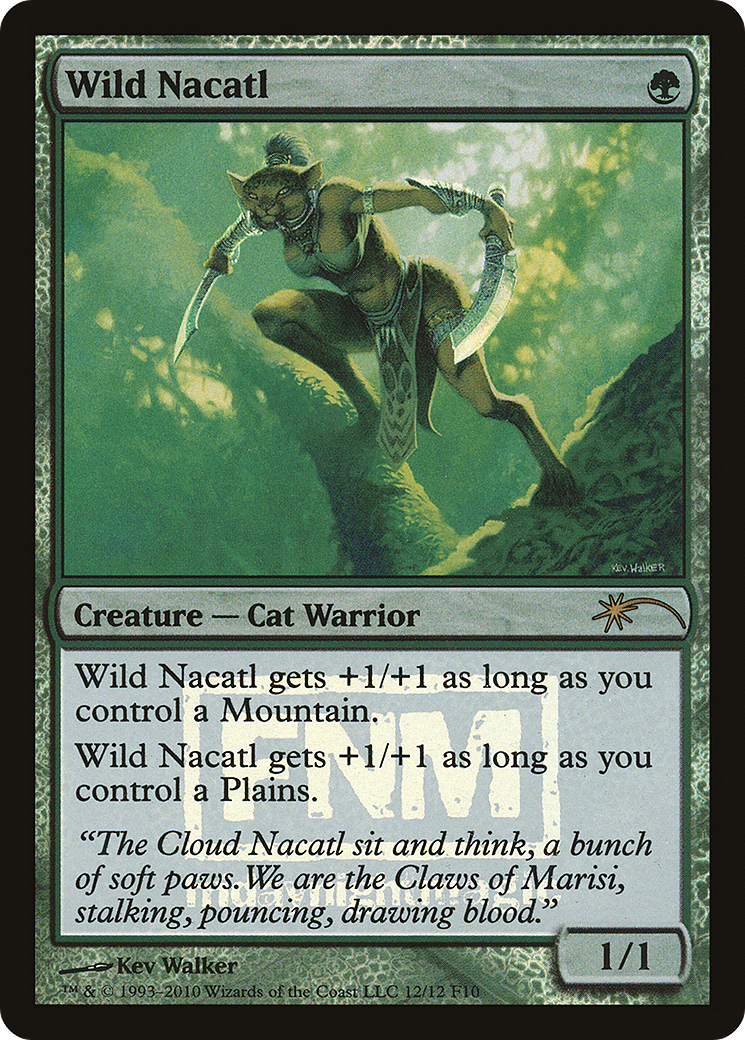 Wild Nacatl
KEV. WALKER
Creature — Cat Warrior
Wild Nacatl gets +1/+1 as long as you
control a Mountain.
Wild Nacatl gets +1/+1 as long as you
control a Plains.
FNM
“The Cloud Nacatl sit and think, a bunch
of soft paws. We are the Claws of Marisi,
stalking, pouncing, drawing blood.”
1/1
Kev Walker
™ & © 1993–2010 Wizards of the Coast LLC 12/12 F10